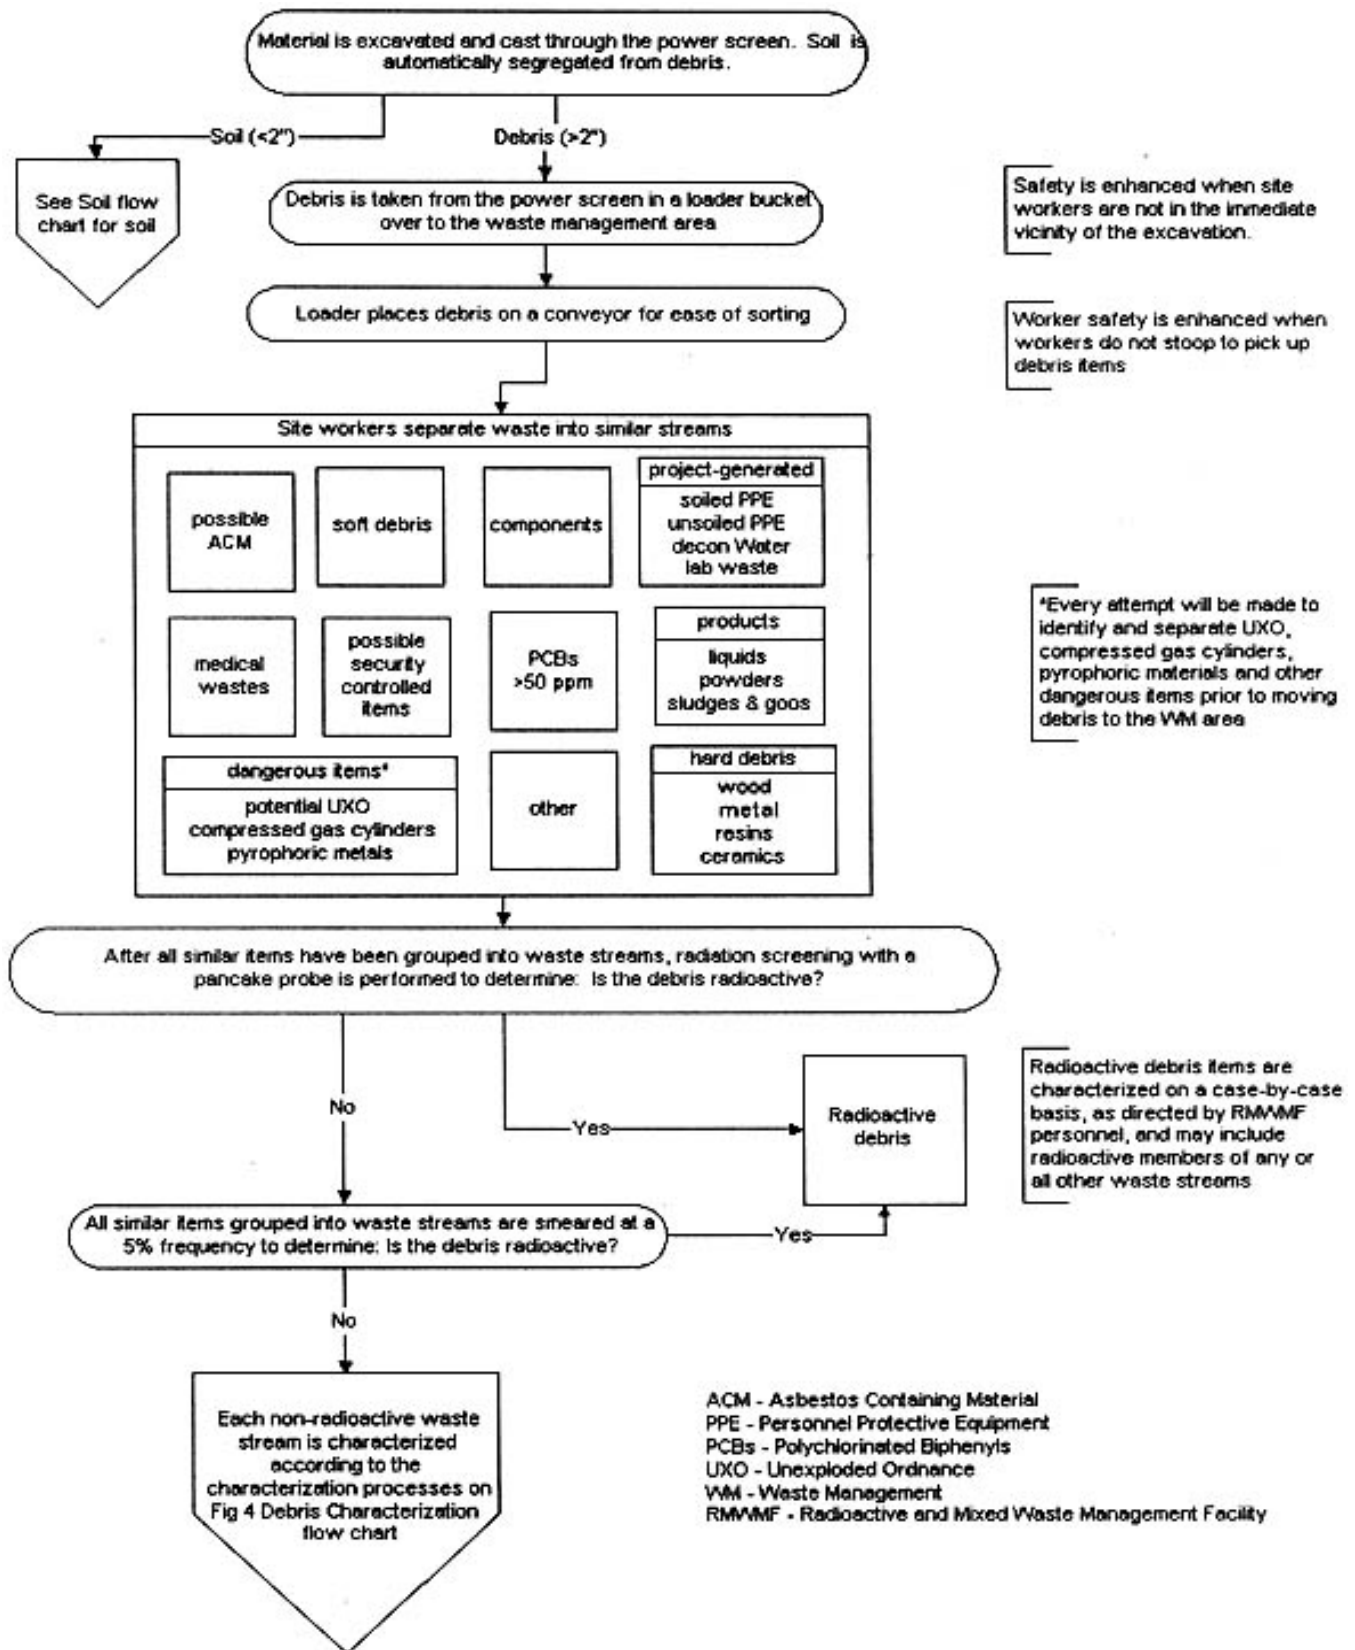 Material is excavated and cast through the power screen. Soil is
automatically segregated from debris.
Soil (<2")
Debris (>2")
See Soil flow
chart for soil
Debris is taken from the power screen in a loader bucket
over to the waste management area
Safety is enhanced when site
workers are not in the immediate
vicinity of the excavation.
Loader places debris on a conveyor for ease of sorting
Worker safety is enhanced when
workers do not stoop to pick up
debris items
Site workers separate waste into similar streams
possible
ACM
soft debris
components
project-generated
soiled PPE
unsoiled PPE
decon Water
lab waste
medical
wastes
possible
security
controlled
items
PCBs
>50 ppm
products
liquids
powders
sludges & goos
*Every attempt will be made to
identify and separate UXO,
compressed gas cylinders,
pyrophoric materials and other
dangerous items prior to moving
debris to the WM area
dangerous items*
potential UXO
compressed gas cylinders
pyrophoric metals
other
hard debris
wood
metal
resins
ceramics
After all similar items have been grouped into waste streams, radiation screening with a
pancake probe is performed to determine: Is the debris radioactive?
No
Yes
Radioactive
debris
Radioactive debris items are
characterized on a case-by-case
basis, as directed by RMWMF
personnel, and may include
radioactive members of any or
all other waste streams
All similar items grouped into waste streams are smeared at a
5% frequency to determine: Is the debris radioactive?
Yes
No
Each non-radioactive waste
stream is characterized
according to the
characterization processes on
Fig 4 Debris Characterization
flow chart
ACM - Asbestos Containing Material
PPE - Personnel Protective Equipment
PCBs - Polychlorinated Biphenyls
UXO - Unexploded Ordnance
WM - Waste Management
RMWMF - Radioactive and Mixed Waste Management Facility